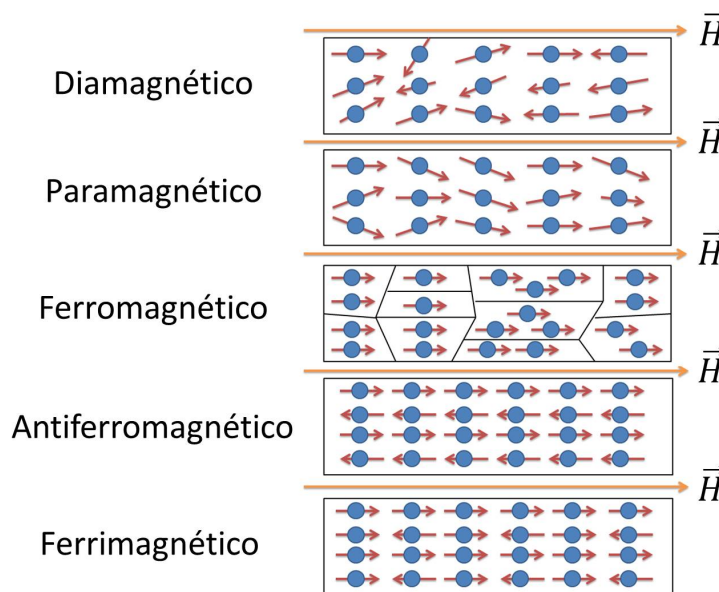 H̅
Diamagnético
H̅
Paramagnético
H̅
Ferromagnético
H̅
Antiferromagnético
H̅
Ferrimagnético